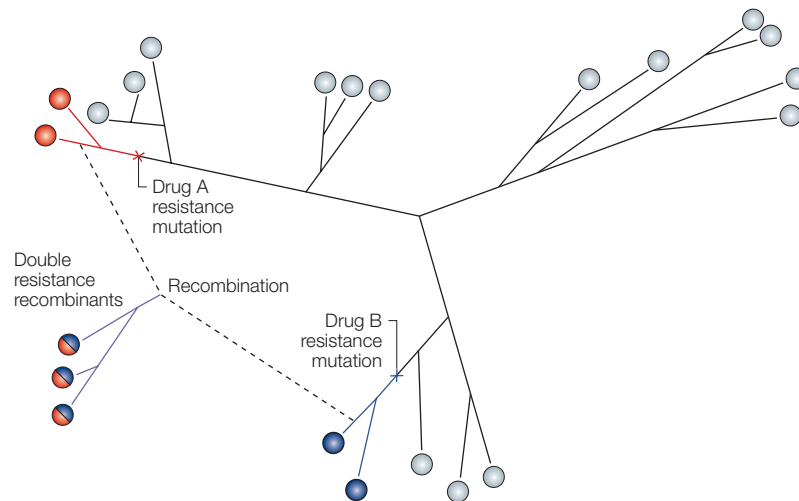 Drug A
resistance
mutation
Double
resistance
recombinants
Recombination
Drug B
resistance
mutation